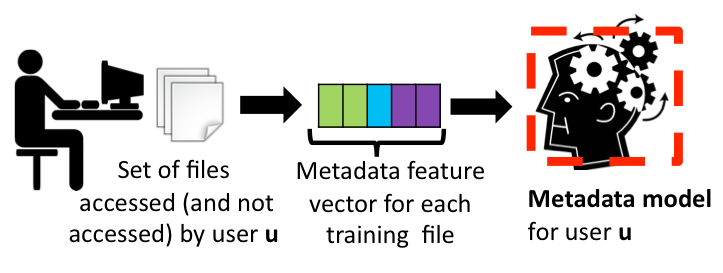 Set of files
accessed (and not
accessed) by user u
Metadata feature
vector for each
training file
Metadata model
for user u